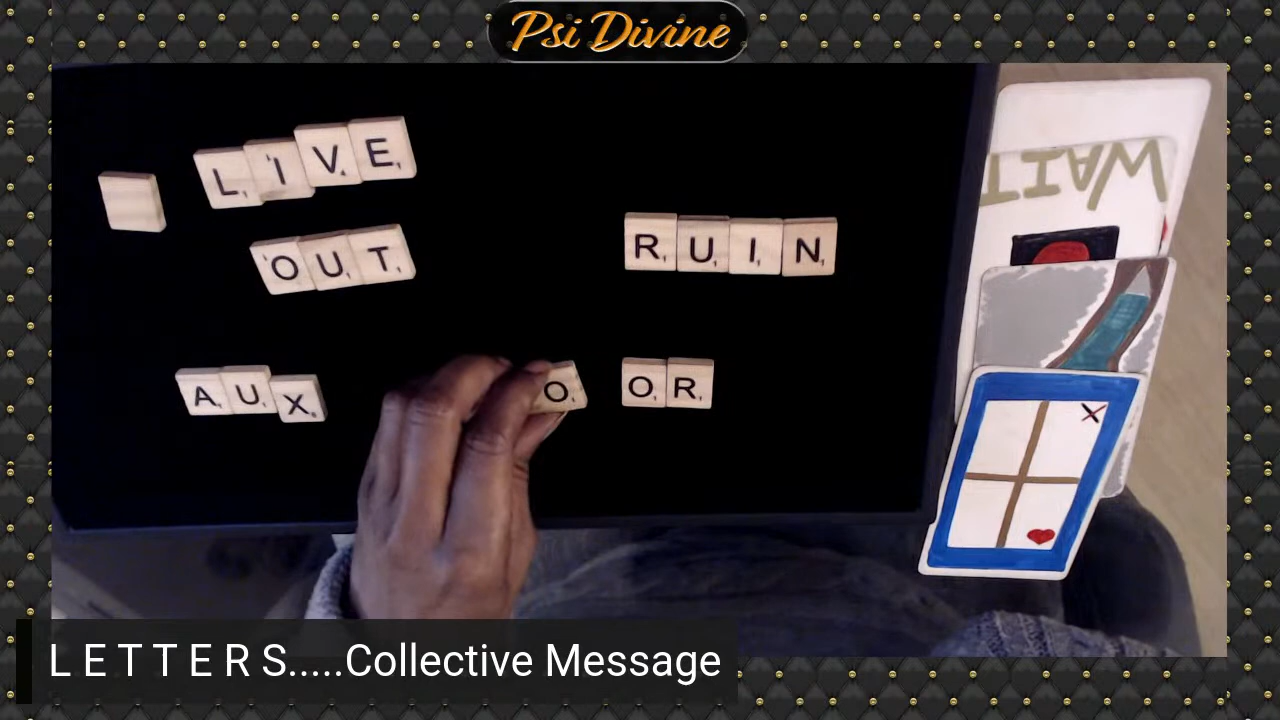 Psi Divine
LIVE
OUT
RUIN
AUX
O
OR
WAIT
X
L E T T E R S.....Collective Message